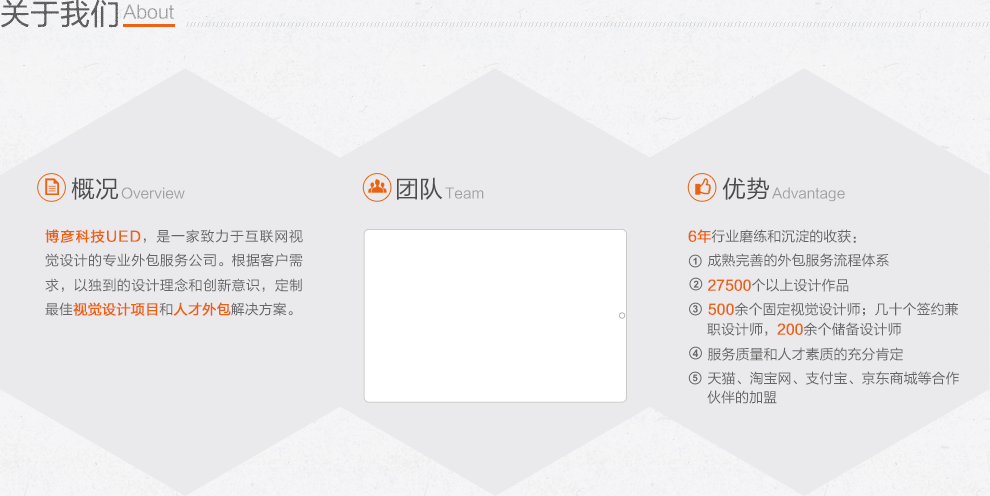 关于我们 About
概况 Overview
博彦科技UED，是一家致力于互联网视
觉设计的专业外包服务公司。根据客户需
求，以独到的设计理念和创新意识，定制
最佳视觉设计项目和人才外包解决方案。
团队 Team
优势 Advantage
6年行业磨练和沉淀的收获：
① 成熟完善的外包服务流程体系
② 27500个以上设计作品
③ 500余个固定视觉设计师；几十个签约兼
职设计师，200余个储备设计师
④ 服务质量和人才素质的充分肯定
⑤ 天猫、淘宝网、支付宝、京东商城等合作
伙伴的加盟